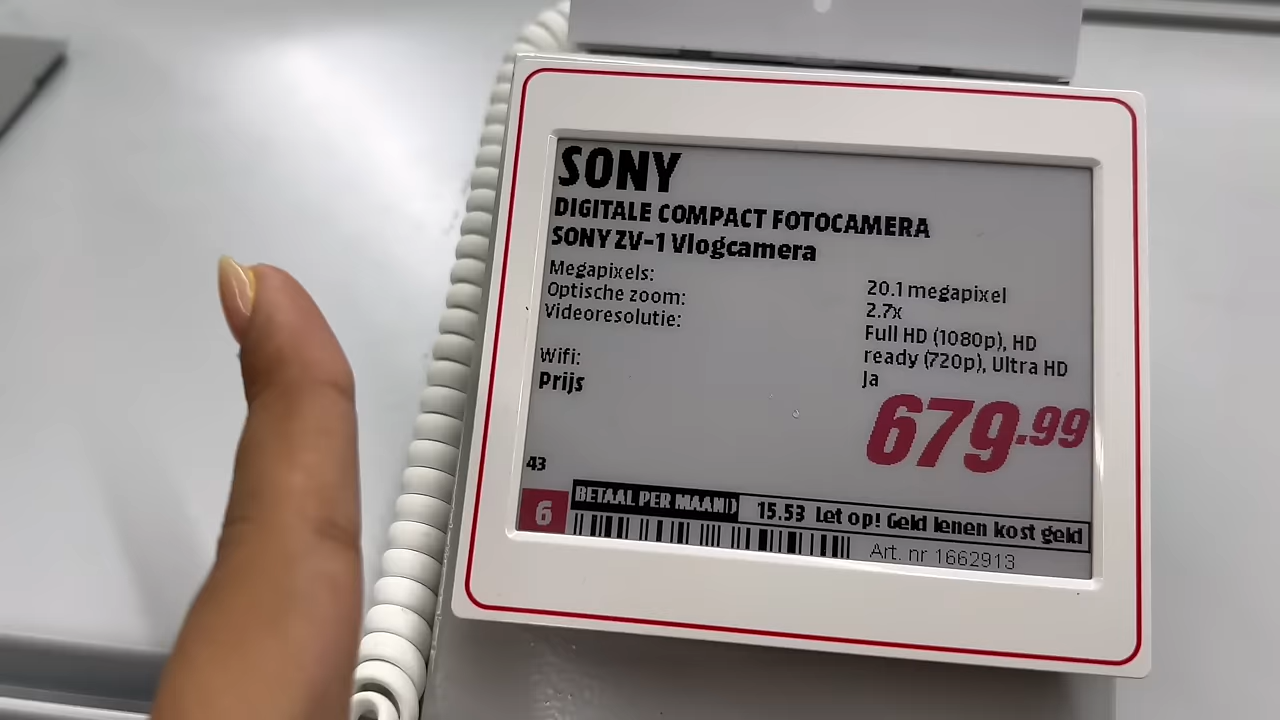 SONY
DIGITALE COMPACT FOTOCAMERA
SONY ZV-1 Vlogcamera
Megapixels: 20.1 megapixel
Optische zoom: 2.7x
Videoresolutie: Full HD (1080p), HD
ready (720p), Ultra HD
Wifi: Ja
Prijs 679.99
43
6 BETAAL PER MAAND 15.53 Let op! Geld lenen kost geld
Art. nr 1662913